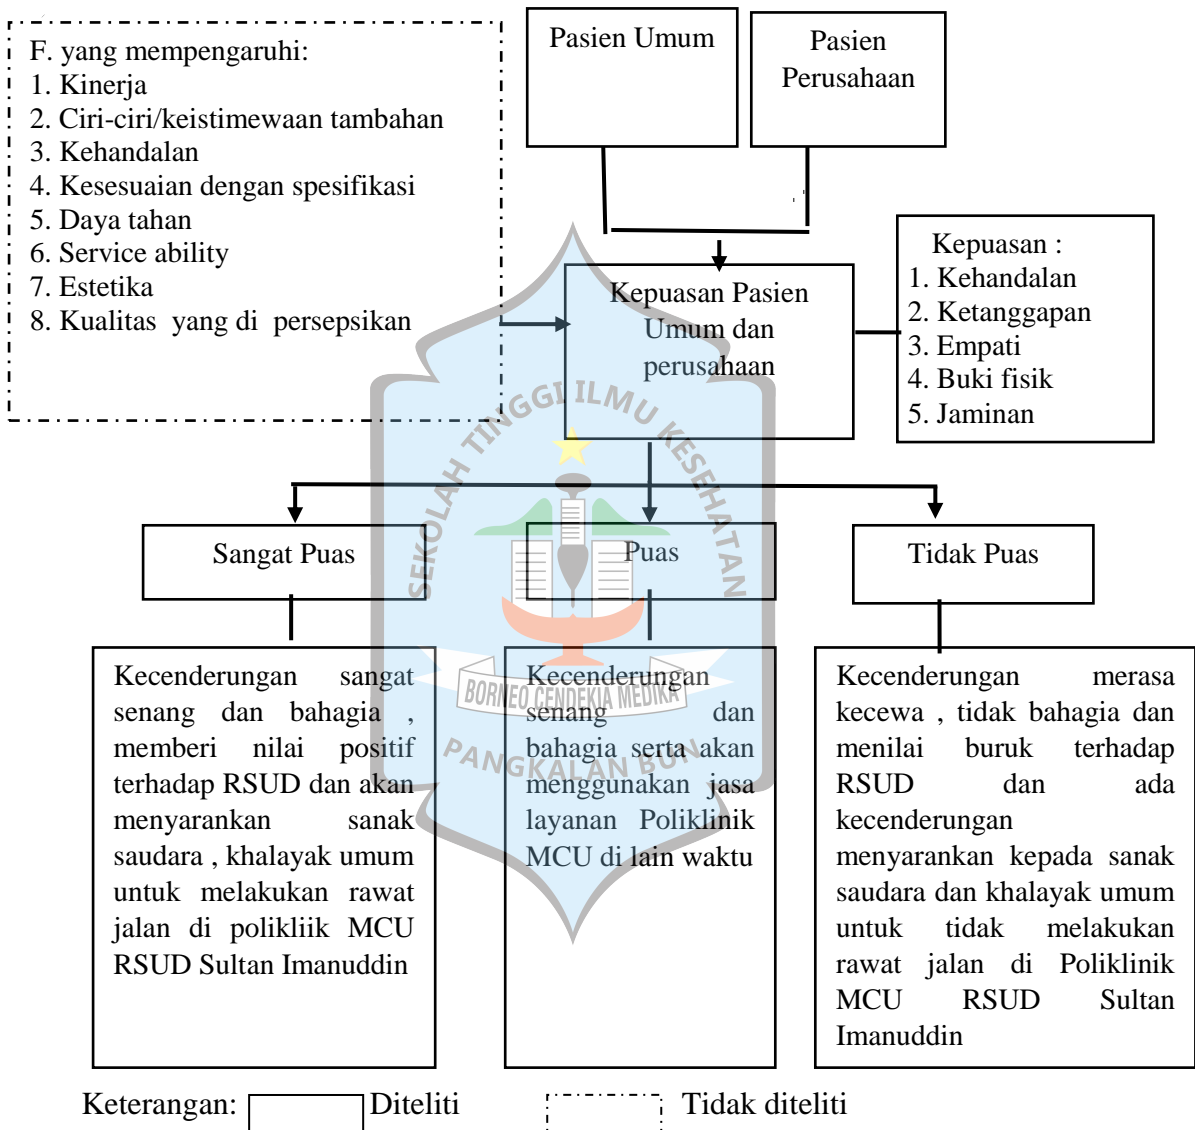 F. yang mempengaruhi:
1. Kinerja
2. Ciri-ciri/keistimewaan tambahan
3. Kehandalan
4. Kesesuaian dengan spesifikasi
5. Daya tahan
6. Service ability
7. Estetika
8. Kualitas yang di persepsikan
Pasien Umum
Pasien
Perusahaan
Kepuasan Pasien
Umum dan
perusahaan
Kepuasan :
1. Kehandalan
2. Ketanggapan
3. Empati
4. Buki fisik
5. Jaminan
SEKOLAH TINGGI ILMU KESEHATAN
BORNEO CENDEKIA MEDIKA
PANGKALAN BUN
Sangat Puas
Puas
Tidak Puas
Kecenderungan sangat
senang dan bahagia ,
memberi nilai positif
terhadap RSUD dan akan
menyarankan sanak
saudara , khalayak umum
untuk melakukan rawat
jalan di polikliik MCU
RSUD Sultan Imanuddin
Kecenderungan
senang dan
bahagia serta akan
menggunakan jasa
layanan Poliklinik
MCU di lain waktu
Kecenderungan merasa
kecewa , tidak bahagia dan
menilai buruk terhadap
RSUD dan ada
kecenderungan
menyarankan kepada sanak
saudara dan khalayak umum
untuk tidak melakukan
rawat jalan di Poliklinik
MCU RSUD Sultan
Imanuddin
Keterangan: Diteliti Tidak diteliti